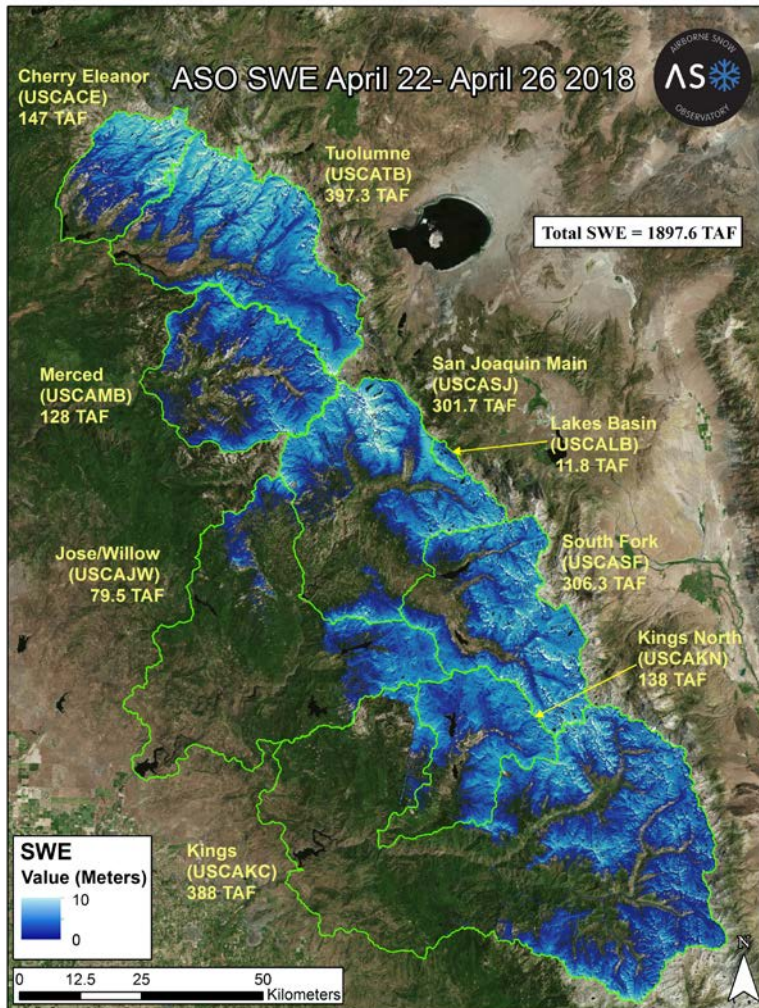 ASO SWE April 22- April 26 2018
AIRBORNE SNOW
ASO
OBSERVATORY
Cherry Eleanor
(USCACE)
147 TAF
Tuolumne
(USCATB)
397.3 TAF
Total SWE = 1897.6 TAF
Merced
(USCAMB)
128 TAF
San Joaquin Main
(USCASJ)
301.7 TAF
Lakes Basin
(USCALB)
11.8 TAF
Jose/Willow
(USCAJW)
79.5 TAF
South Fork
(USCASF)
306.3 TAF
Kings North
(USCAKN)
138 TAF
Kings
(USCAKC)
388 TAF
SWE
Value (Meters)
10
0
0 12.5 25 50
Kilometers
N